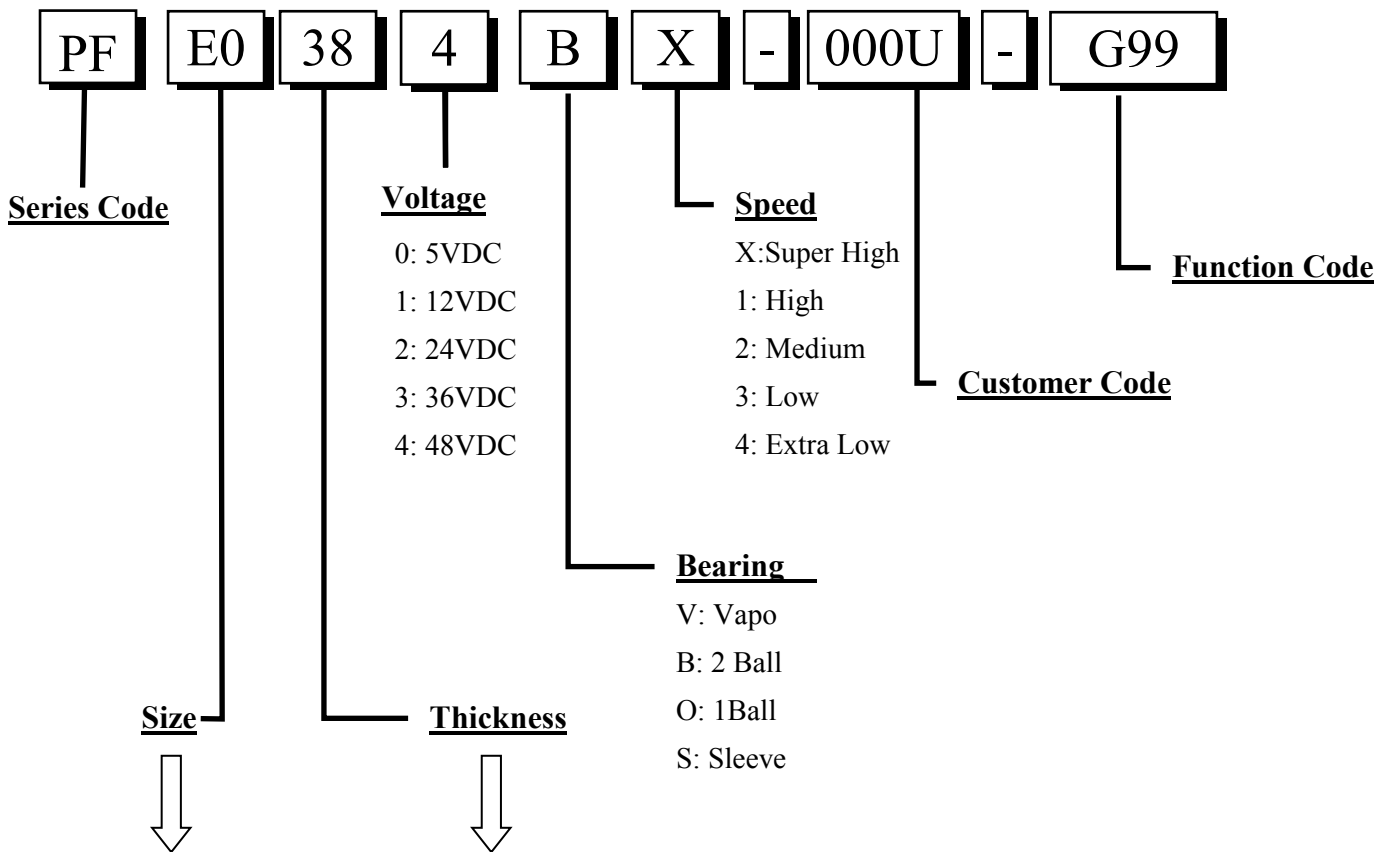 PF E0 38 4 B X - 000U - G99
Series Code
Voltage
0: 5VDC
1: 12VDC
2: 24VDC
3: 36VDC
4: 48VDC
Speed
X:Super High
1: High
2: Medium
3: Low
4: Extra Low
Function Code
Customer Code
Bearing
V: Vapo
B: 2 Ball
O: 1Ball
S: Sleeve
Size
Thickness